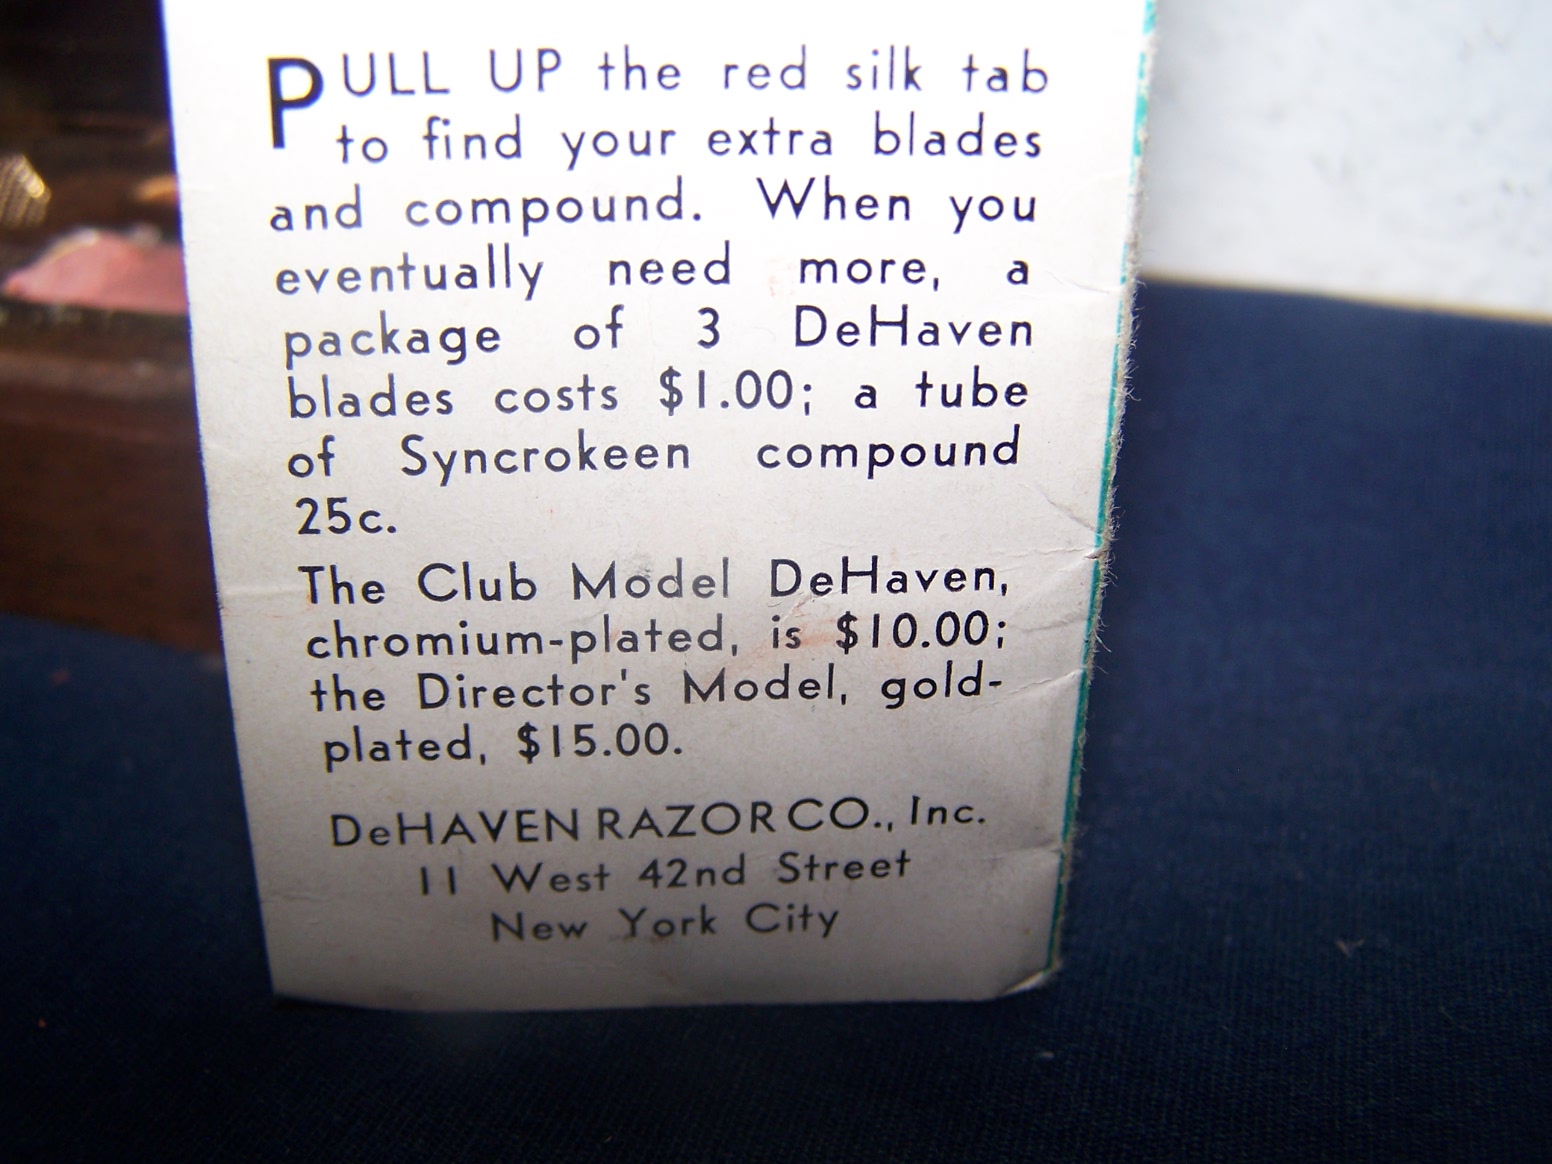 PULL UP the red silk tab
to find your extra blades
and compound. When you
eventually need more, a
package of 3 DeHaven
blades costs $1.00; a tube
of Syncrokeen compound
25c.
The Club Model DeHaven,
chromium-plated, is $10.00;
the Director's Model, gold-
plated, $15.00.
DeHAVEN RAZOR CO., Inc.
11 West 42nd Street
New York City